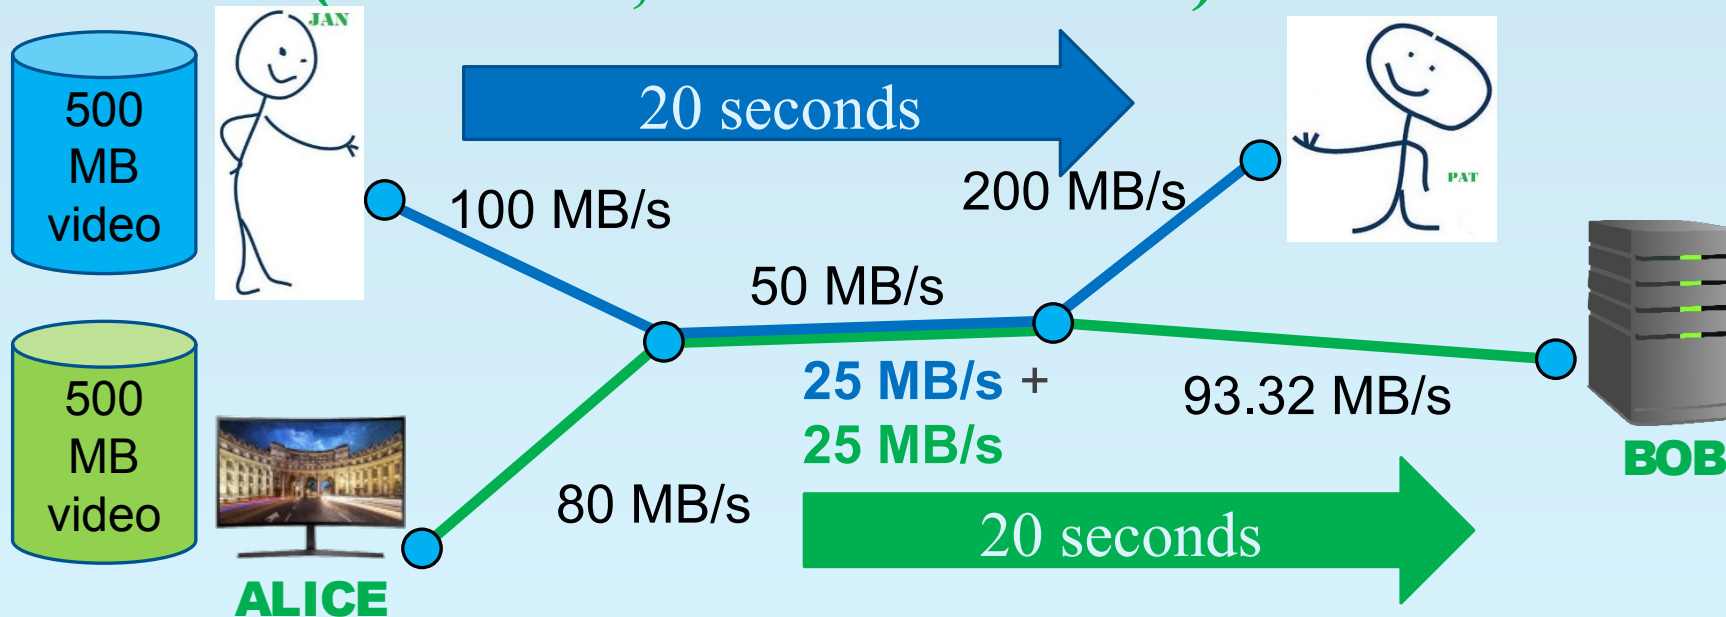 JAN
500
MB
video
20 seconds
PAT
100 MB/s
200 MB/s
50 MB/s
25 MB/s +
25 MB/s
93.32 MB/s
BOB
500
MB
video
80 MB/s
20 seconds
ALICE